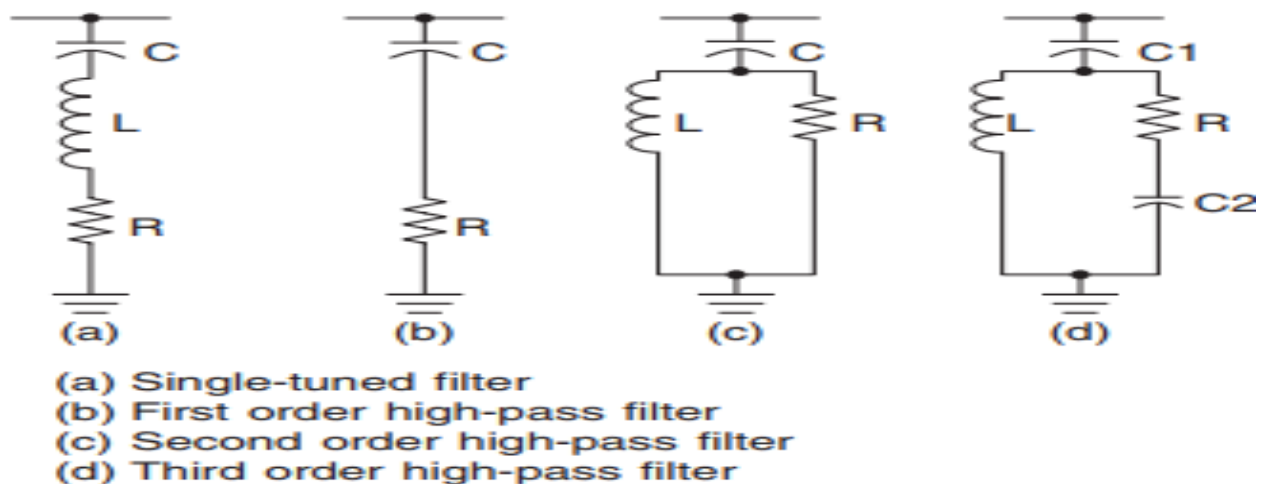 C C C C1
L L R L R
R R C2
(a) (b) (c) (d)
(a) Single-tuned filter
(b) First order high-pass filter
(c) Second order high-pass filter
(d) Third order high-pass filter